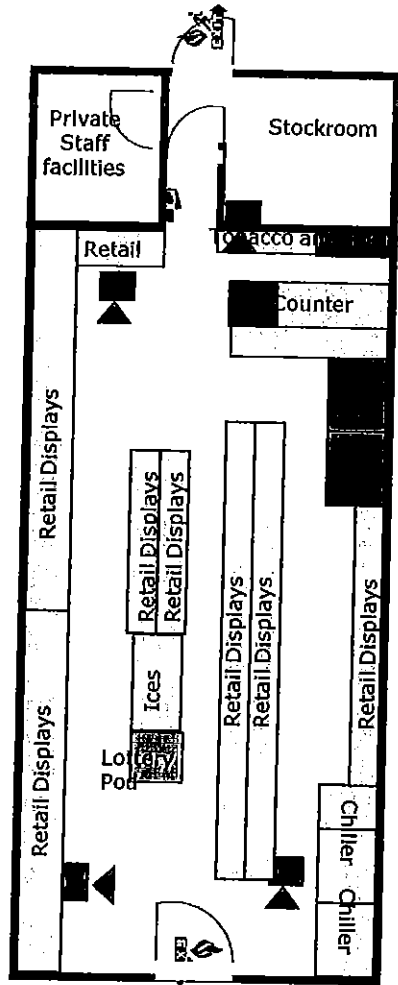 EXIT
Private
Staff
facilities
Stockroom
Retail
Tobacco
Counter
Retail Displays
Retail Displays
Retail Displays
Retail Displays
Retail Displays
Retail Displays
Retail Displays
Ices
Lottery
Pod
Chiller
Chiller